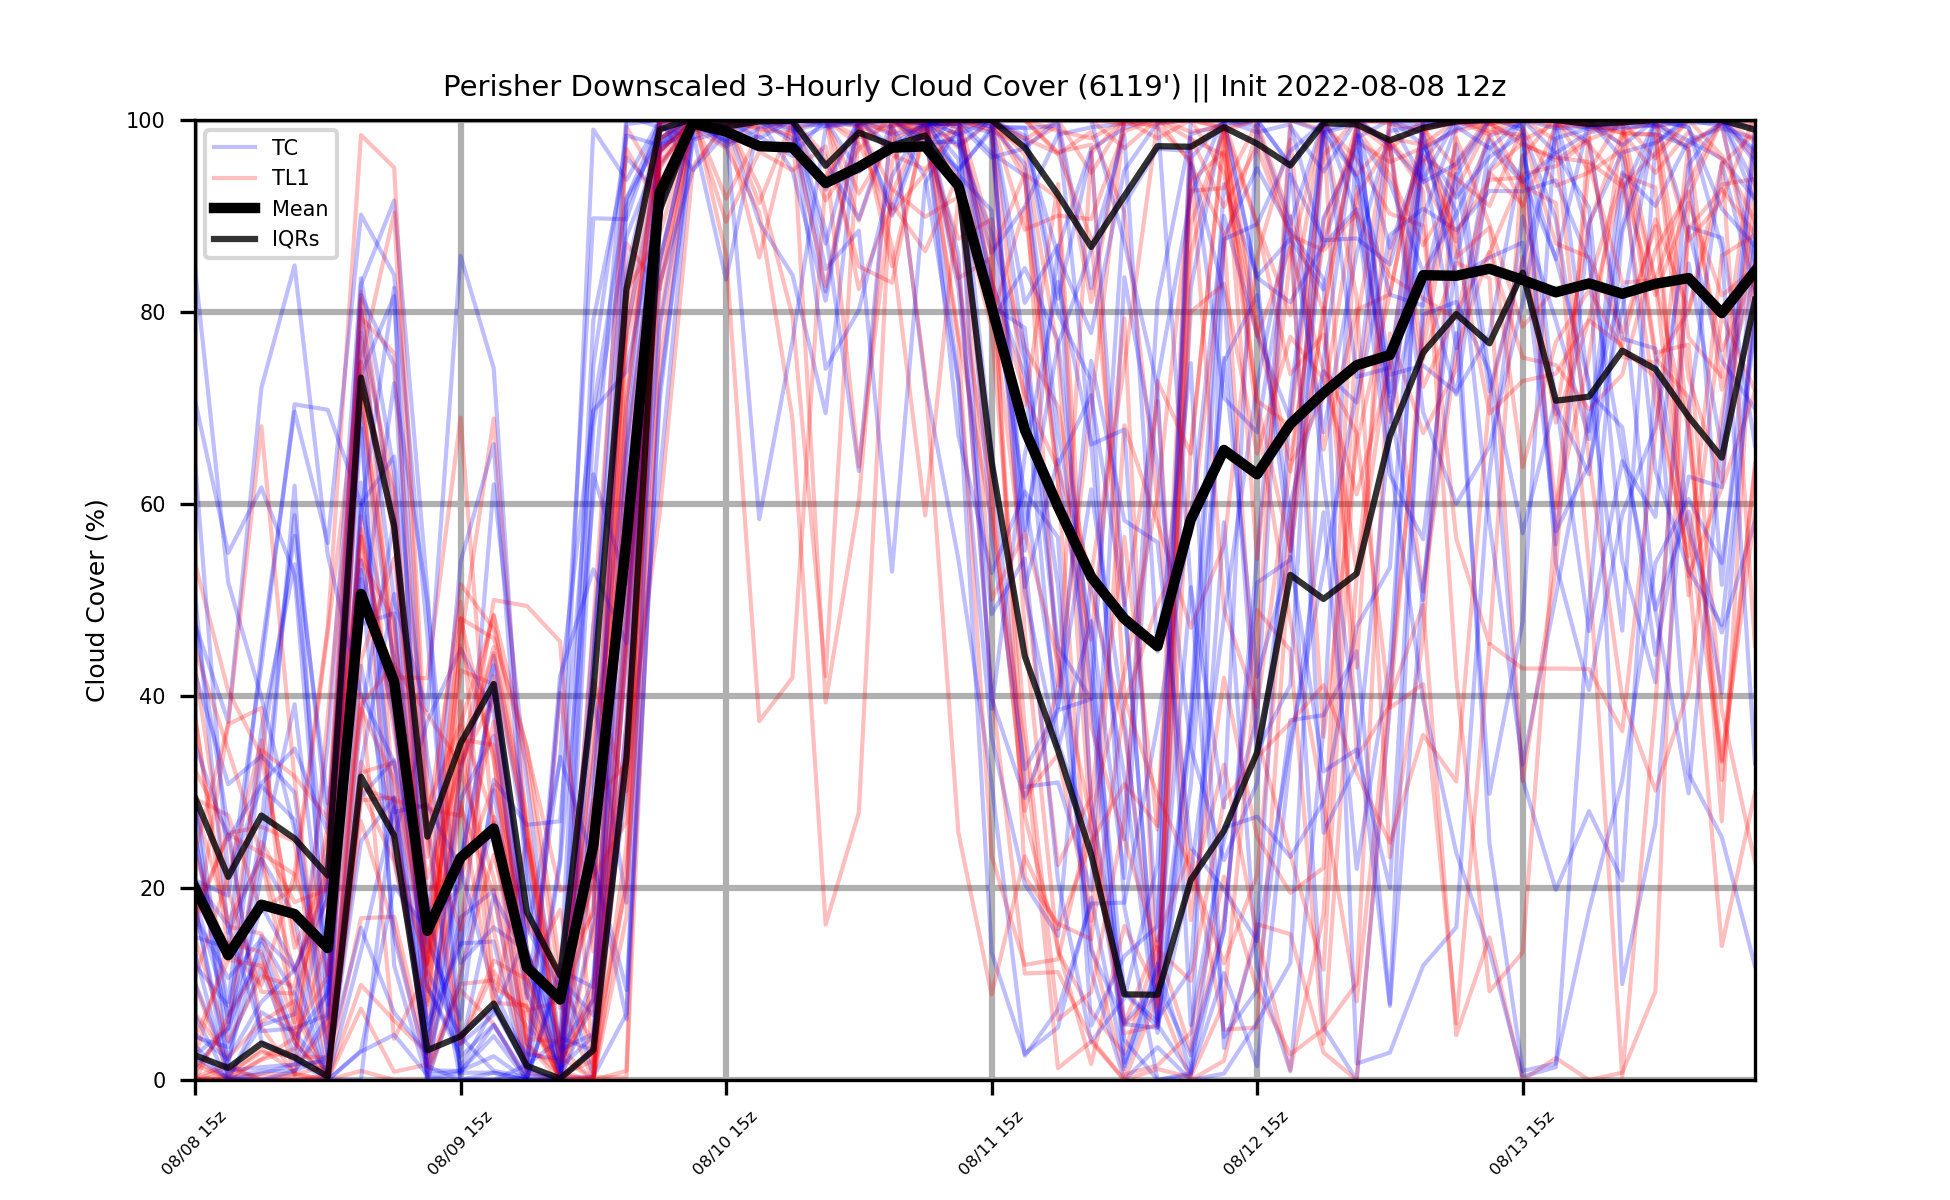 Perisher Downscaled 3-Hourly Cloud Cover (6119') || Init 2022-08-08 12z
TC
TL1
Mean
IQRs
Cloud Cover (%)
100
80
60
40
20
0
08/08 15z
08/09 15z
08/10 15z
08/11 15z
08/12 15z
08/13 15z